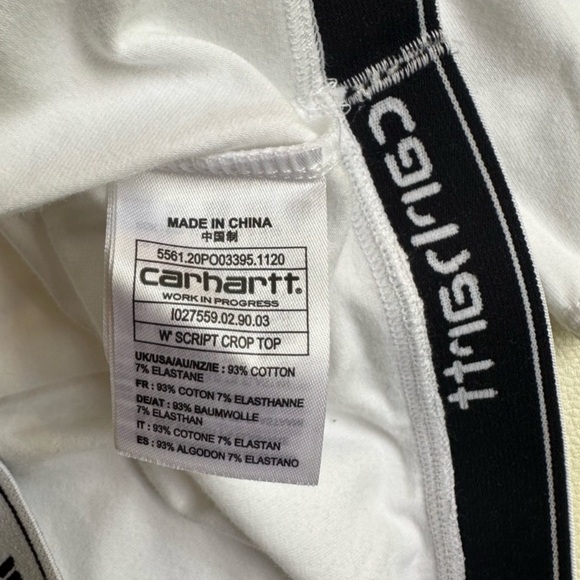 MADE IN CHINA
中国制
5561.20PO03395.1120
carhartt.
WORK IN PROGRESS
I027559.02.90.03
W' SCRIPT CROP TOP
UK/USA/AU/NZ/IE : 93% COTTON
7% ELASTANE
FR : 93% COTON 7% ELASTHANNE
DE/AT : 93% BAUMWOLLE
7% ELASTHAN
IT : 93% COTONE 7% ELASTAN
ES : 93% ALGODON 7% ELASTANO
carhartt